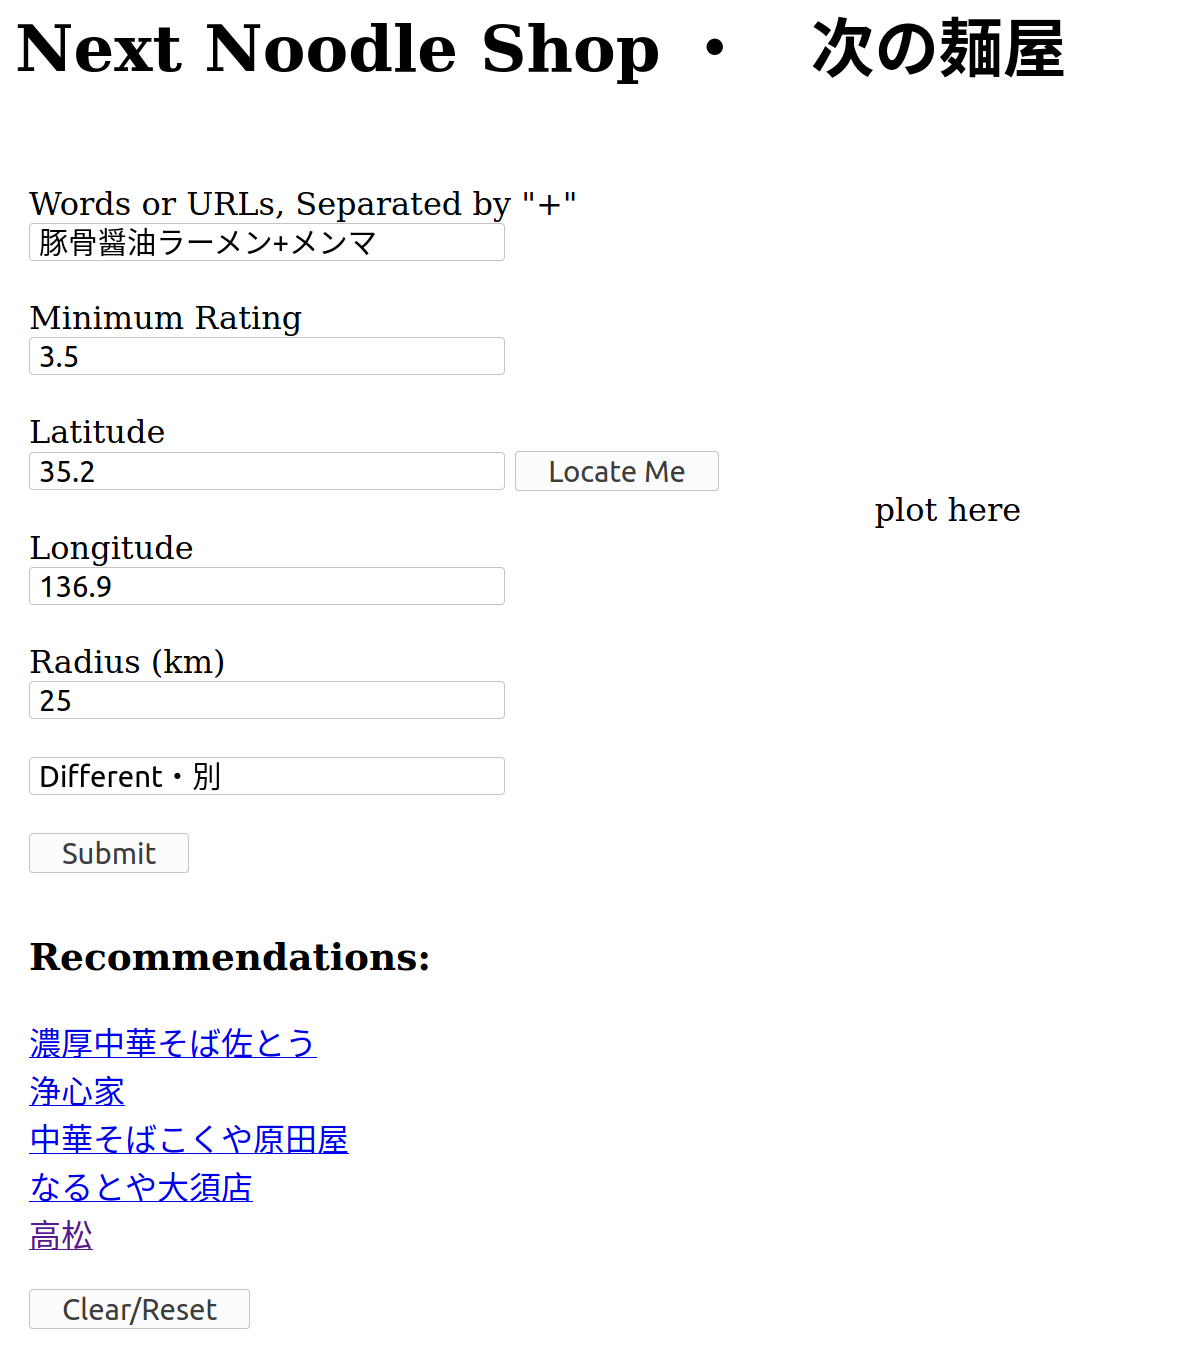 Next Noodle Shop ・　次の麺屋
Words or URLs, Separated by "+"
豚骨醤油ラーメン+メンマ
Minimum Rating
3.5
Latitude
35.2
Locate Me
plot here
Longitude
136.9
Radius (km)
25
Different・別
Submit
Recommendations:
濃厚中華そば佐とう
浄心家
中華そばこくや原田屋
なるとや大須店
高松
Clear/Reset